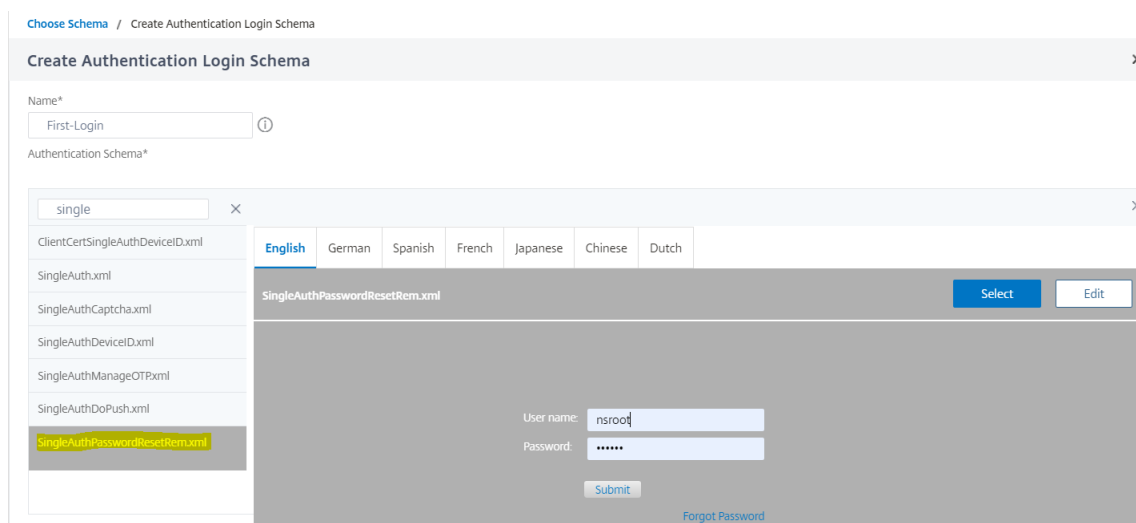 Choose Schema / Create Authentication Login Schema
Create Authentication Login Schema
Name*
First-Login
Authentication Schema*
single
ClientCertSingleAuthDeviceID.xml
SingleAuth.xml
SingleAuthCaptcha.xml
SingleAuthDeviceID.xml
SingleAuthManageOTP.xml
SingleAuthDoPush.xml
SingleAuthPasswordResetRem.xml
English German Spanish French Japanese Chinese Dutch
SingleAuthPasswordResetRem.xml Select Edit
User name: nsroot
Password: ••••••
Submit
Forgot Password